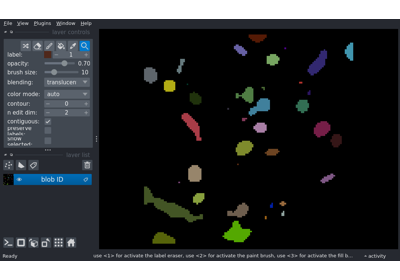 File View Plugins Window Help
layer controls
label: 1
opacity: 0.70
brush size: 10
blending: translucen
color mode: auto
contour: 0
n edit dim: 2
contiguous:
preserve
labels:
show
selected:
layer list
blob ID
Ready
use <1> for activate the label eraser, use <2> for activate the paint brush, use <3> for activate the fill b...
activity